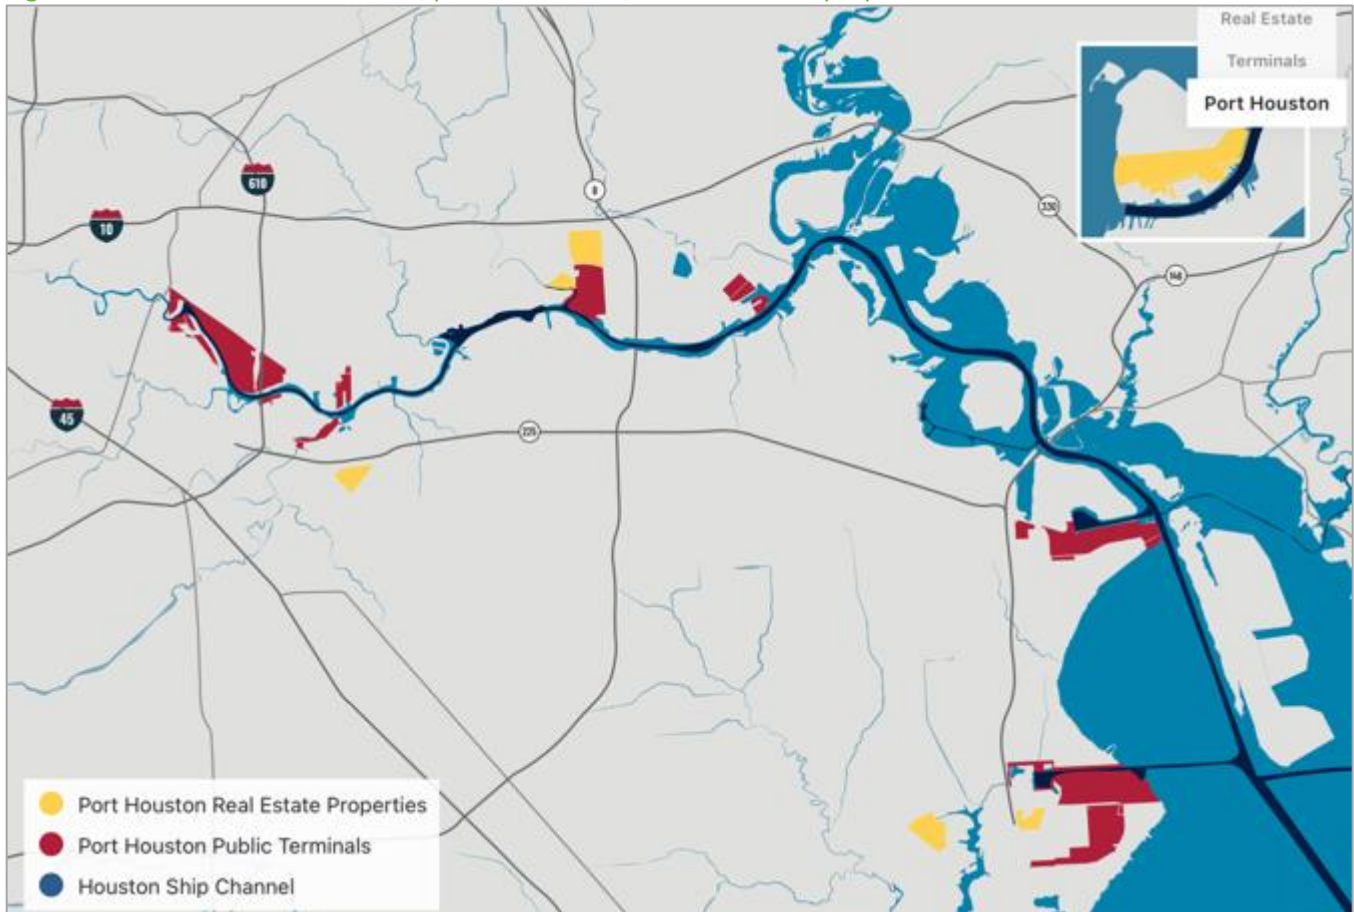 Real Estate
Terminals
Port Houston
610
8
10
330
146
45
225
Port Houston Real Estate Properties
Port Houston Public Terminals
Houston Ship Channel